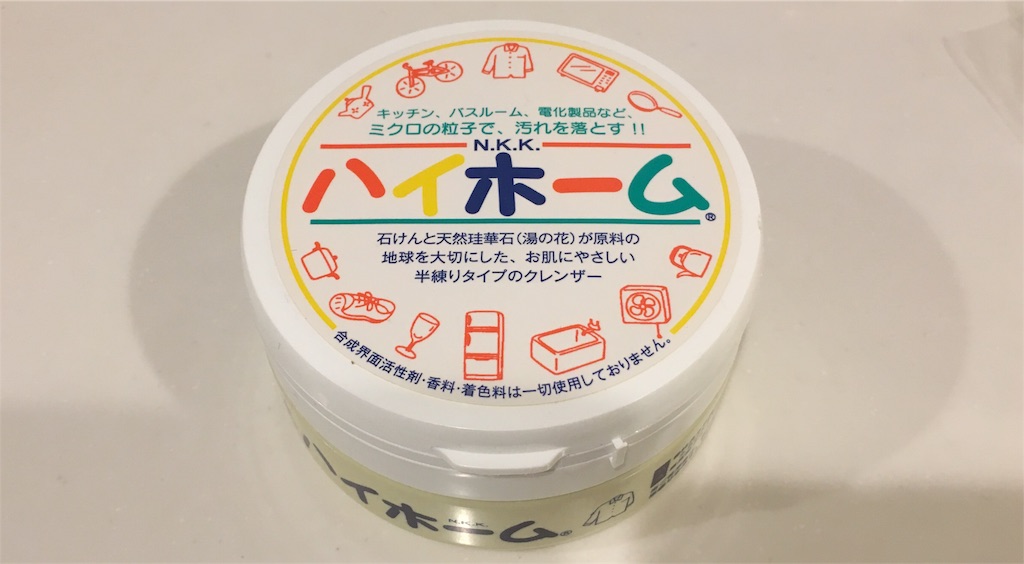 キッチン、バスルーム、電化製品など、
ミクロの粒子で、汚れを落とす!!
N.K.K.
ハイホーム®
石けんと天然珪華石(湯の花)が原料の
地球を大切にした、お肌にやさしい
半練りタイプのクレンザー
合成界面活性剤・香料・着色料は一切使用しておりません。
N.K.K.
ハイホーム®